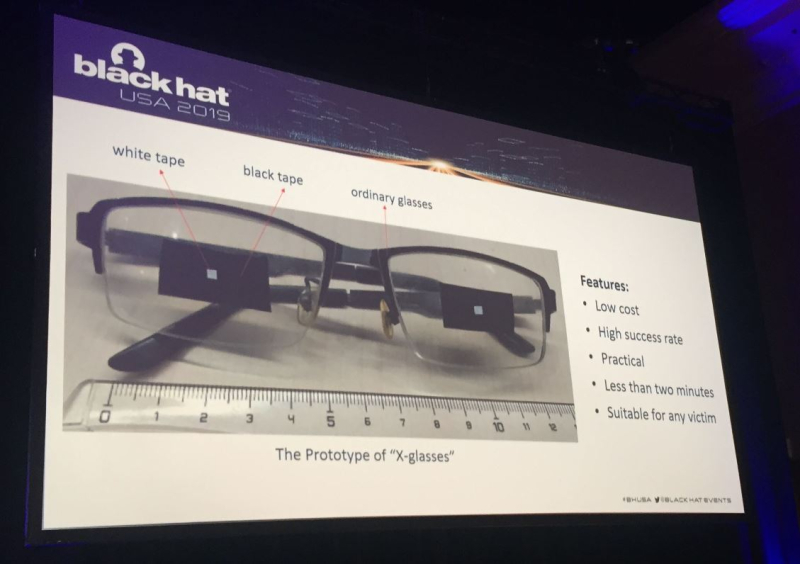 black hat
USA 2019
white tape
black tape
ordinary glasses
Features:
• Low cost
• High success rate
• Practical
• Less than two minutes
• Suitable for any victim
0 1 2 3 4 5 6 7 8 9 10 11 12
The Prototype of "X-glasses"
#BHUSA @BLACKHATEVENTS